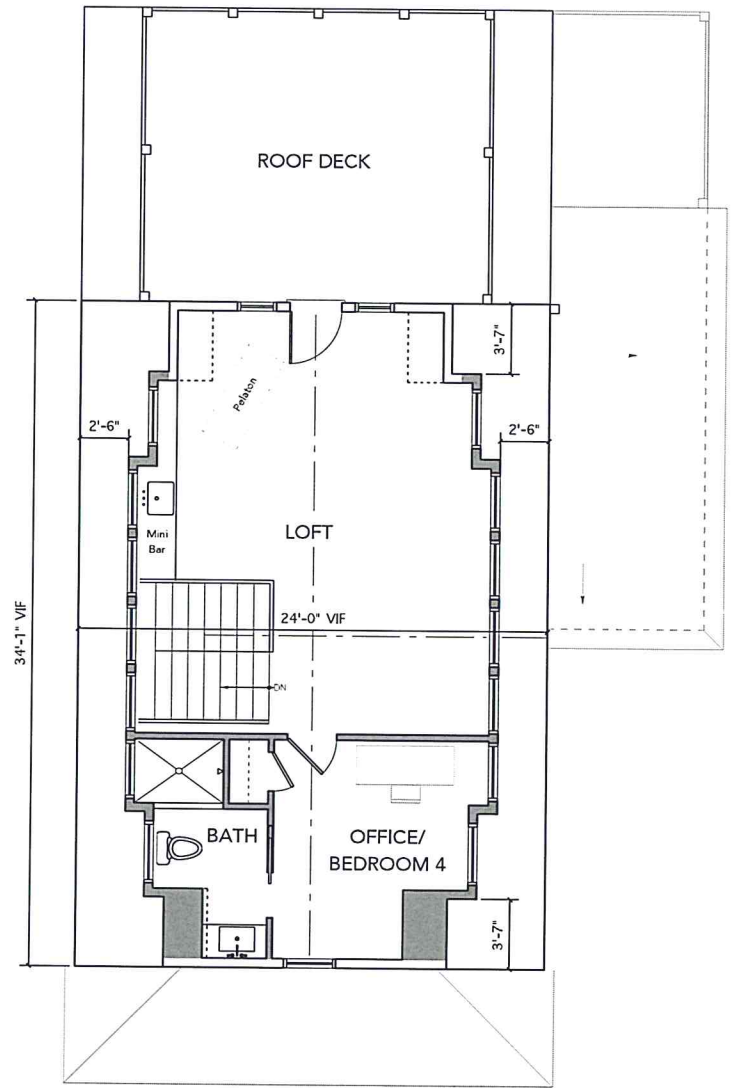 ROOF DECK
3'-7"
Pelaton
2'-6"
2'-6"
Mini
Bar
LOFT
34'-1" VIF
24'-0" VIF
DN
BATH
OFFICE/
BEDROOM 4
3'-7"